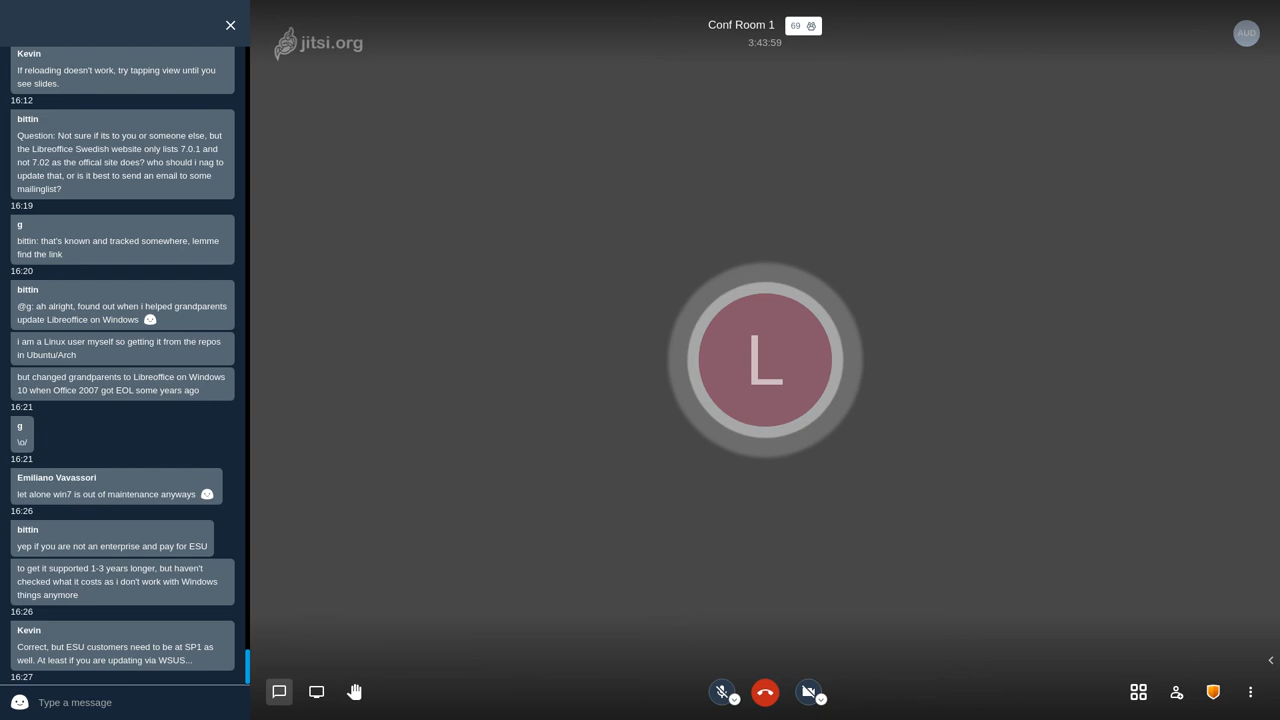 Kevin
If reloading doesn't work, try tapping view until you
see slides.
16:12
bittin
Question: Not sure if its to you or someone else, but
the Libreoffice Swedish website only lists 7.0.1 and
not 7.02 as the offical site does? who should i nag to
update that, or is it best to send an email to some
mailinglist?
16:19
g
bittin: that's known and tracked somewhere, lemme
find the link
16:20
bittin
@g: ah alright, found out when i helped grandparents
update Libreoffice on Windows
i am a Linux user myself so getting it from the repos
in Ubuntu/Arch
but changed grandparents to Libreoffice on Windows
10 when Office 2007 got EOL some years ago
16:21
g
\o/
16:21
Emiliano Vavassori
let alone win7 is out of maintenance anyways
16:26
bittin
yep if you are not an enterprise and pay for ESU
to get it supported 1-3 years longer, but haven't
checked what it costs as i don't work with Windows
things anymore
16:26
Kevin
Correct, but ESU customers need to be at SP1 as
well. At least if you are updating via WSUS...
16:27
Type a message
jitsi.org
Conf Room 1 69
3:43:59
AUD
L